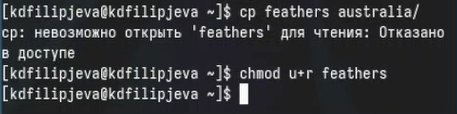 [kdfilipjeva@kdfilipjeva ~]$ cp feathers australia/
cp: невозможно открыть 'feathers' для чтения: Отказано
в доступе
[kdfilipjeva@kdfilipjeva ~]$ chmod u+r feathers
[kdfilipjeva@kdfilipjeva ~]$